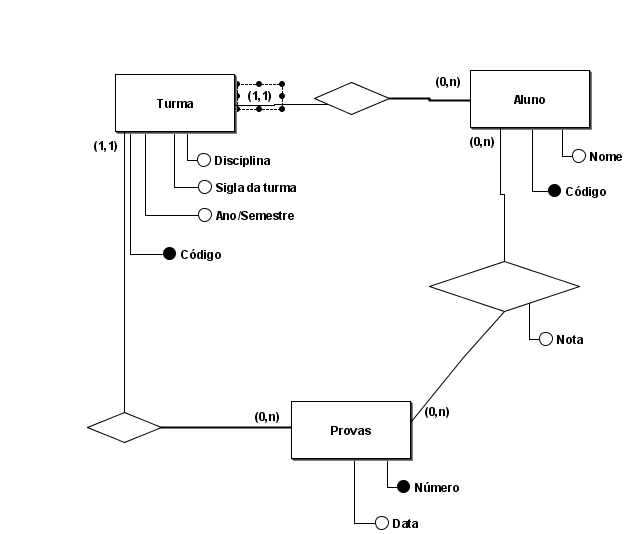 (0,n)
(1,1)
Turma
Aluno
(1,1)
(0,n)
Disciplina
Nome
Sigla da turma
Código
Ano/Semestre
Código
Nota
(0,n)
(0,n)
Provas
Número
Data